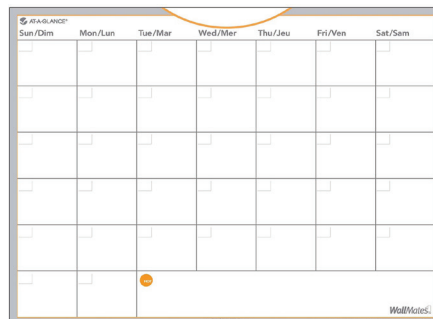 AT-A-GLANCE®
Sun/Dim Mon/Lun Tue/Mar Wed/Mer Thu/Jeu Fri/Ven Sat/Sam
WallMates